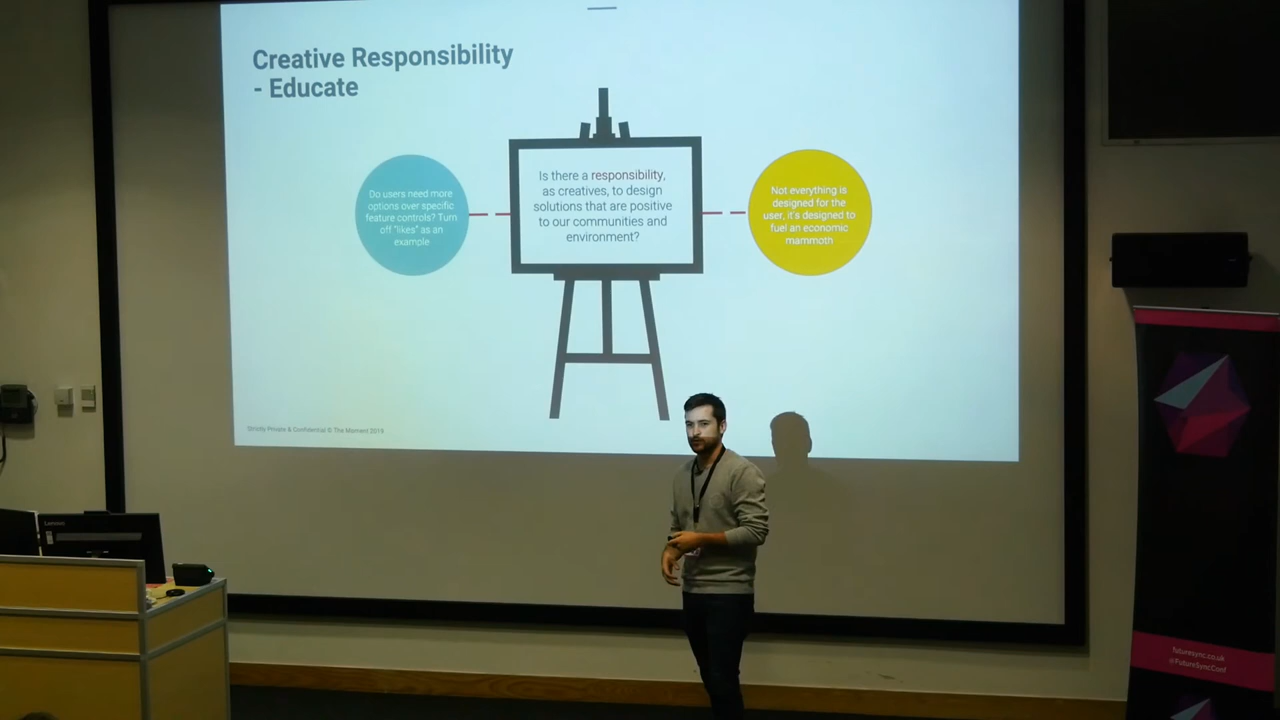 Creative Responsibility
- Educate
Do users need more
options over specific
feature controls? Turn
off "likes" as an
example
Is there a responsibility,
as creatives, to design
solutions that are positive
to our communities and
environment?
Not everything is
designed for the
user, it's designed to
fuel an economic
mammoth
Strictly Private & Confidential © The Moment 2019
Lenovo
futuresync.co.uk
@FutureSyncConf